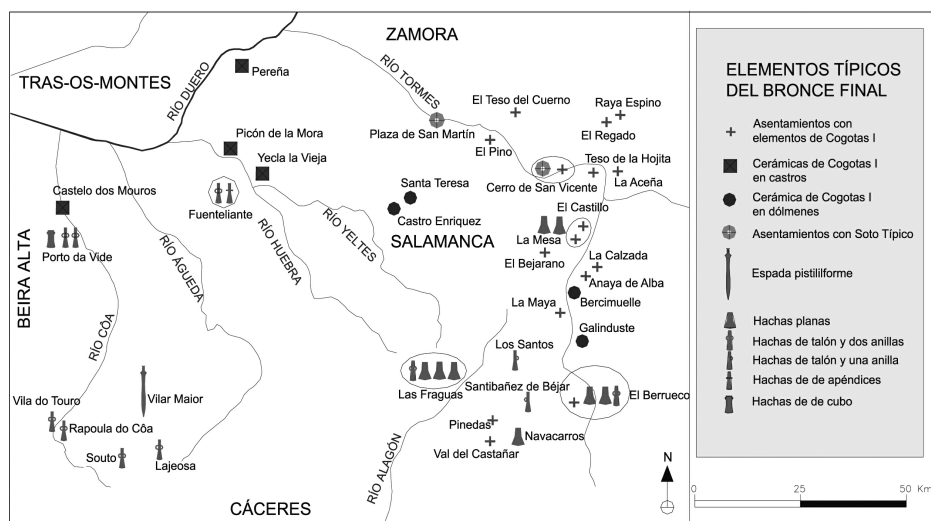 ZAMORA
TRAS-OS-MONTES
RÍO DUERO
Pereña
RÍO TORMES
El Teso del Cuerno
Raya Espino
Plaza de San Martín
El Regado
El Pino
Picón de la Mora
Yecla la Vieja
Teso de la Hojita
La Aceña
Cerro de San Vicente
Castelo dos Mouros
Fuenteliante
Santa Teresa
Castro Enriquez
El Castillo
SALAMANCA
La Mesa
El Bejarano
Porto da Vide
BEIRA ALTA
RÍO ÁGUEDA
RÍO HUEBRA
RÍO YELTES
La Calzada
Anaya de Alba
Bercimuelle
La Maya
Galinduste
RÍO CÔA
Los Santos
Las Fraguas
Santibañez de Béjar
El Berrueco
Vila do Touro
Vilar Maior
Rapoula do Côa
Pinedas
Navacarros
Val del Castañar
Souto
Lajeosa
RÍO ALAGÓN
CÁCERES
N
ELEMENTOS TÍPICOS
DEL BRONCE FINAL
Asentamientos con
elementos de Cogotas I
Cerámicas de Cogotas I
en castros
Cerámica de Cogotas I
en dólmenes
Asentamientos con Soto Típico
Espada pistililforme
Hachas planas
Hachas de talón y dos anillas
Hachas de talón y una anilla
Hachas de de apéndices
Hachas de de cubo
0 25 50 Km